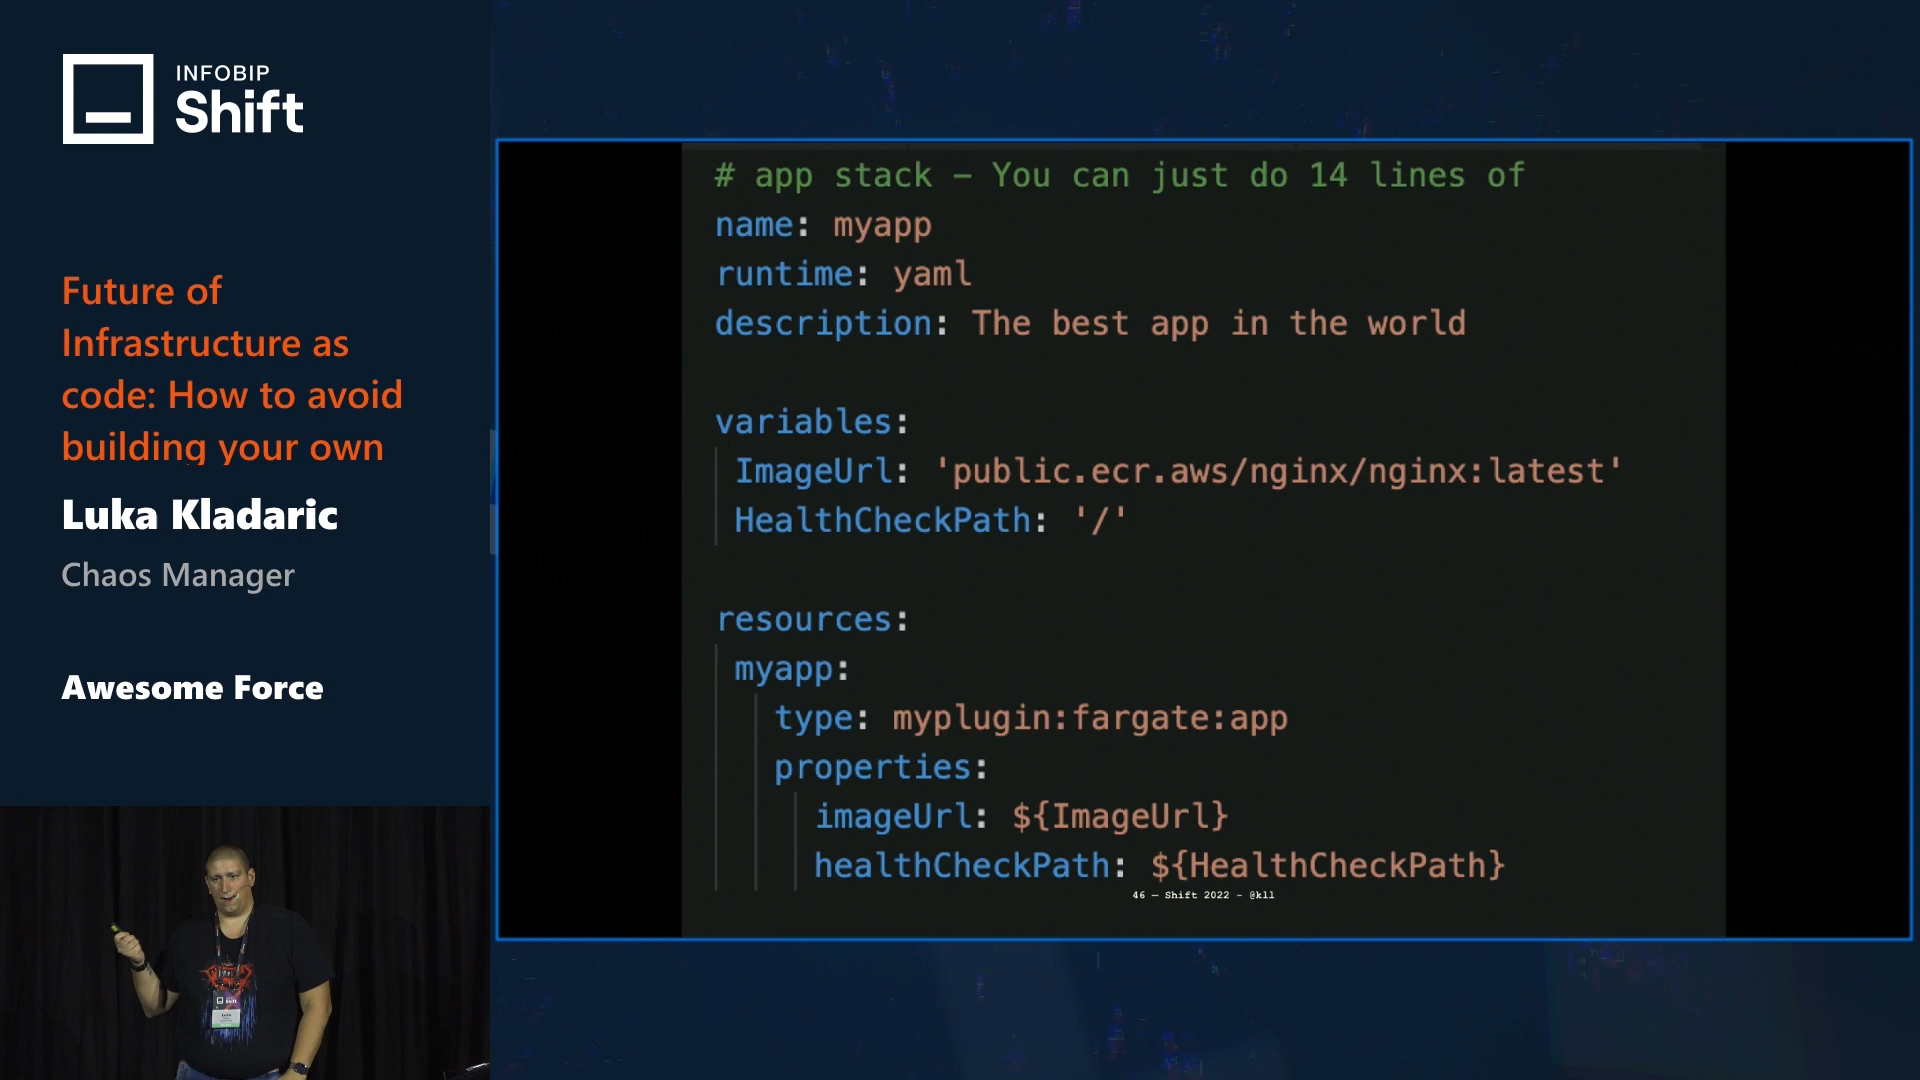 INFOBIP
Shift
Future of
Infrastructure as
code: How to avoid
building your own
Luka Kladaric
Chaos Manager
Awesome Force
# app stack – You can just do 14 lines of
name: myapp
runtime: yaml
description: The best app in the world
variables:
ImageUrl: 'public.ecr.aws/nginx/nginx:latest'
HealthCheckPath: '/'
resources:
myapp:
type: myplugin:fargate:app
properties:
imageUrl: ${ImageUrl}
healthCheckPath: ${HealthCheckPath}
46 — Shift 2022 - @kll